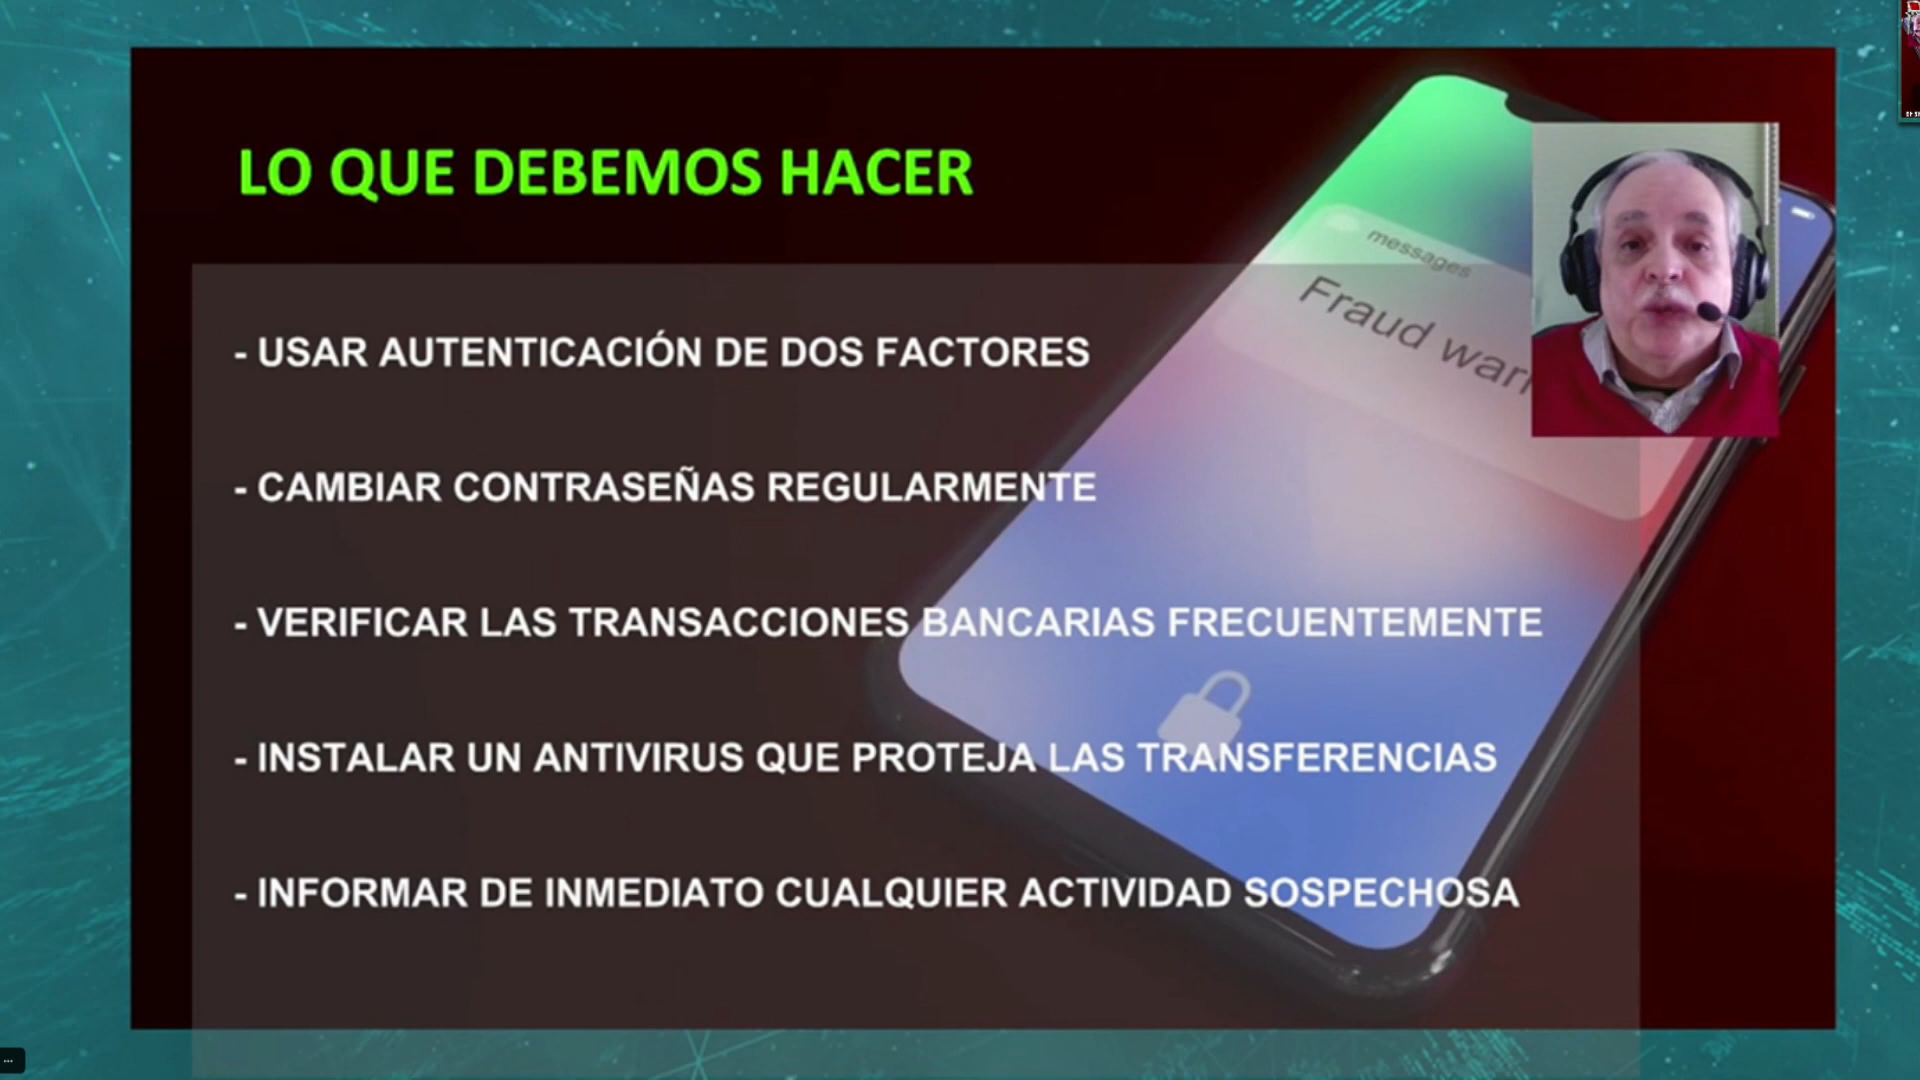 LO QUE DEBEMOS HACER
messages
Fraud
- USAR AUTENTICACIÓN DE DOS FACTORES
- CAMBIAR CONTRASEÑAS REGULARMENTE
- VERIFICAR LAS TRANSACCIONES BANCARIAS FRECUENTEMENTE
- INSTALAR UN ANTIVIRUS QUE PROTEJA LAS TRANSFERENCIAS
- INFORMAR DE INMEDIATO CUALQUIER ACTIVIDAD SOSPECHOSA